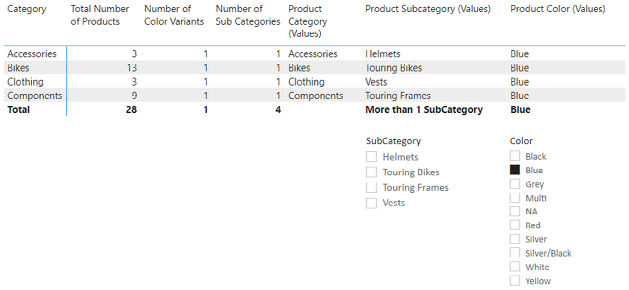 Category Total Number of Products Number of Color Variants Number of Sub Categories Product Category (Values) Product Subcategory (Values) Product Color (Values)
Accessories 3 1 1 Accessories Helmets Blue
Bikes 13 1 1 Bikes Touring Bikes Blue
Clothing 3 1 1 Clothing Vests Blue
Components 9 1 1 Components Touring Frames Blue
Total 28 1 4 More than 1 SubCategory Blue
SubCategory
Helmets
Touring Bikes
Touring Frames
Vests
Color
Black
Blue
Grey
Multi
NA
Red
Silver
Silver/Black
White
Yellow